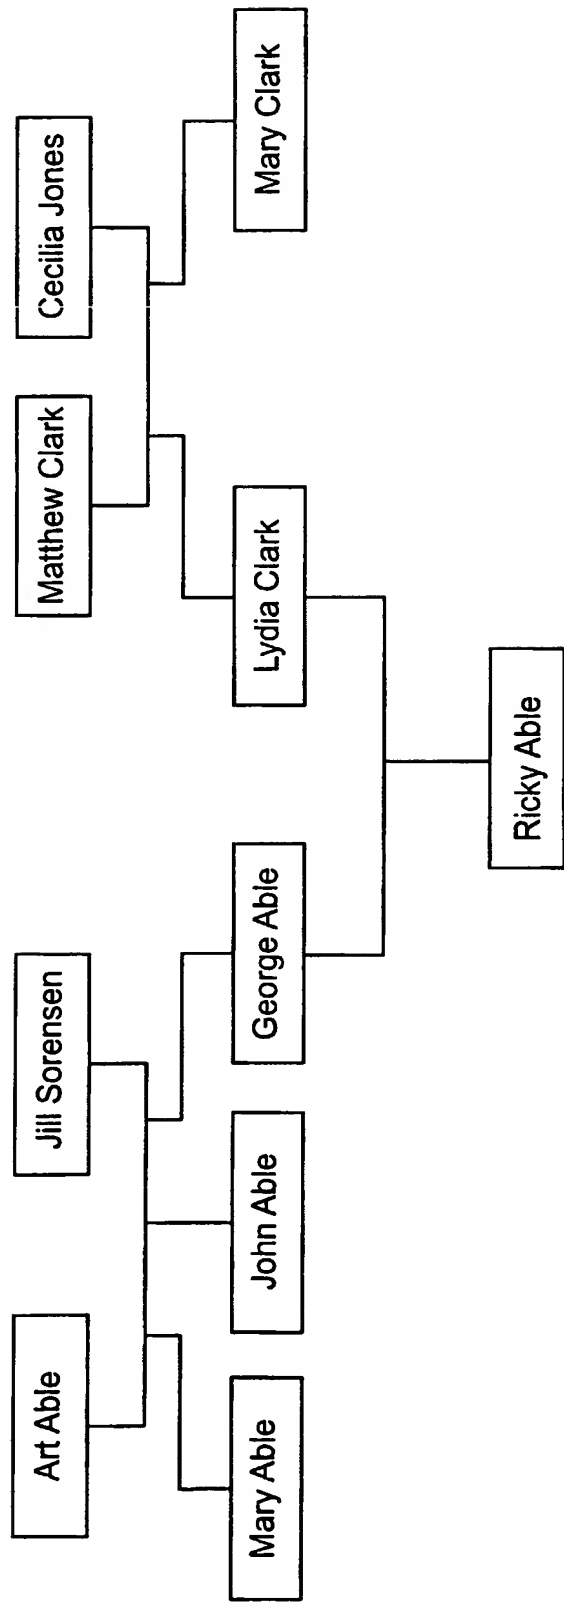 Art Able
Jill Sorensen
Matthew Clark
Cecilia Jones
Mary Able
John Able
George Able
Lydia Clark
Mary Clark
Ricky Able